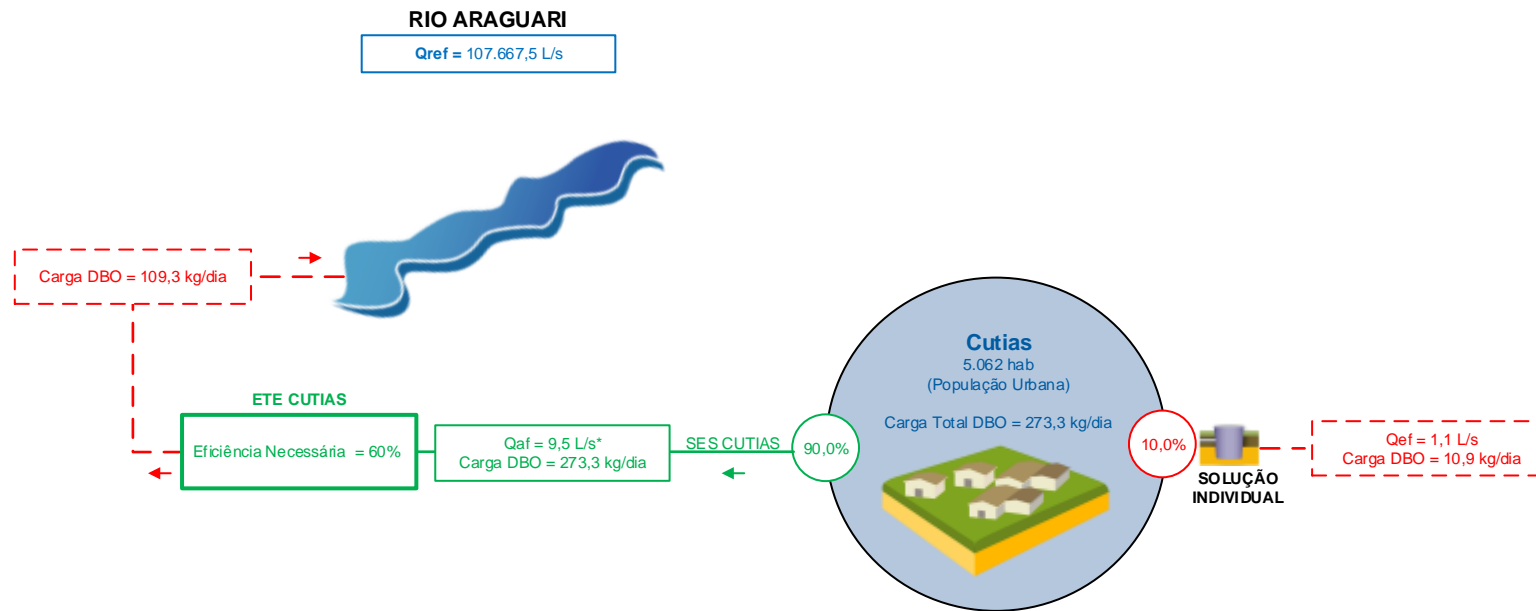 RIO ARAGUARI
Qref = 107.667,5 L/s
Carga DBO = 109,3 kg/dia
ETE CUTIAS
Eficiência Necessária = 60%
Qaf = 9,5 L/s*
Carga DBO = 273,3 kg/dia
SES CUTIAS
90,0%
Cutias
5.062 hab
(População Urbana)
Carga Total DBO = 273,3 kg/dia
10,0%
SOLUÇÃO
INDIVIDUAL
Qef = 1,1 L/s
Carga DBO = 10,9 kg/dia